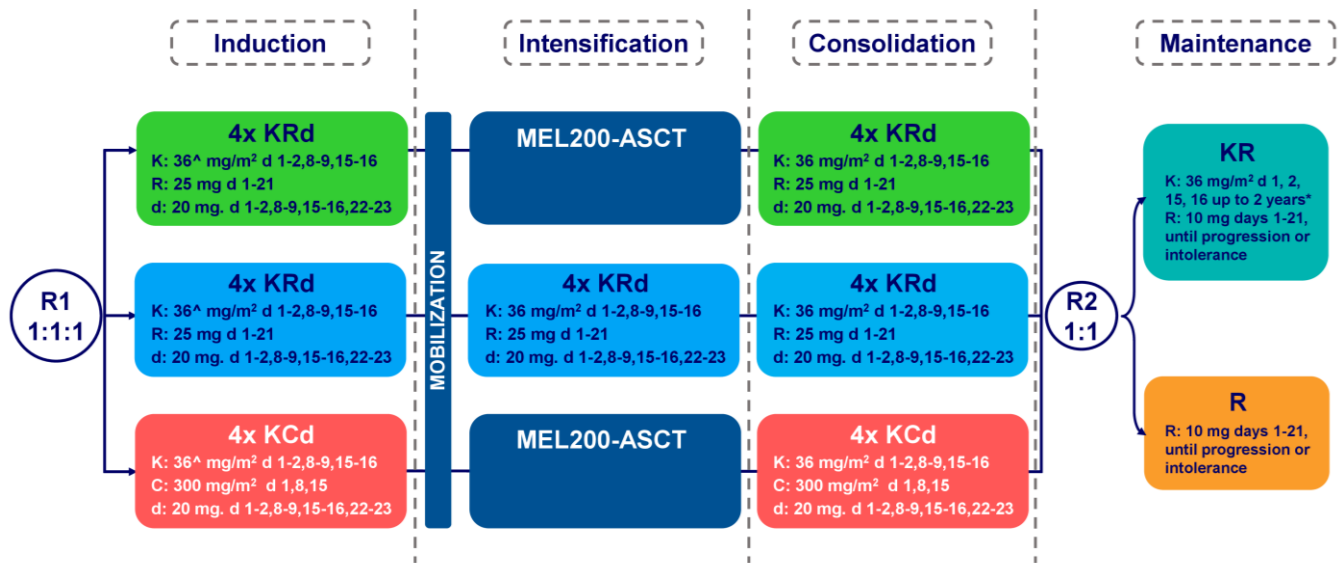 Induction
Intensification
Consolidation
Maintenance
R1
1:1:1
4x KRd
K: 36^ mg/m² d 1-2,8-9,15-16
R: 25 mg d 1-21
d: 20 mg. d 1-2,8-9,15-16,22-23
4x KRd
K: 36^ mg/m² d 1-2,8-9,15-16
R: 25 mg d 1-21
d: 20 mg. d 1-2,8-9,15-16,22-23
4x KCd
K: 36^ mg/m² d 1-2,8-9,15-16
C: 300 mg/m² d 1,8,15
d: 20 mg. d 1-2,8-9,15-16,22-23
MOBILIZATION
MEL200-ASCT
4x KRd
K: 36 mg/m² d 1-2,8-9,15-16
R: 25 mg d 1-21
d: 20 mg. d 1-2,8-9,15-16,22-23
MEL200-ASCT
4x KRd
K: 36 mg/m² d 1-2,8-9,15-16
R: 25 mg d 1-21
d: 20 mg. d 1-2,8-9,15-16,22-23
4x KRd
K: 36 mg/m² d 1-2,8-9,15-16
R: 25 mg d 1-21
d: 20 mg. d 1-2,8-9,15-16,22-23
4x KCd
K: 36 mg/m² d 1-2,8-9,15-16
C: 300 mg/m² d 1,8,15
d: 20 mg. d 1-2,8-9,15-16,22-23
R2
1:1
KR
K: 36 mg/m² d 1, 2,
15, 16 up to 2 years*
R: 10 mg days 1-21,
until progression or
intolerance
R
R: 10 mg days 1-21,
until progression or
intolerance